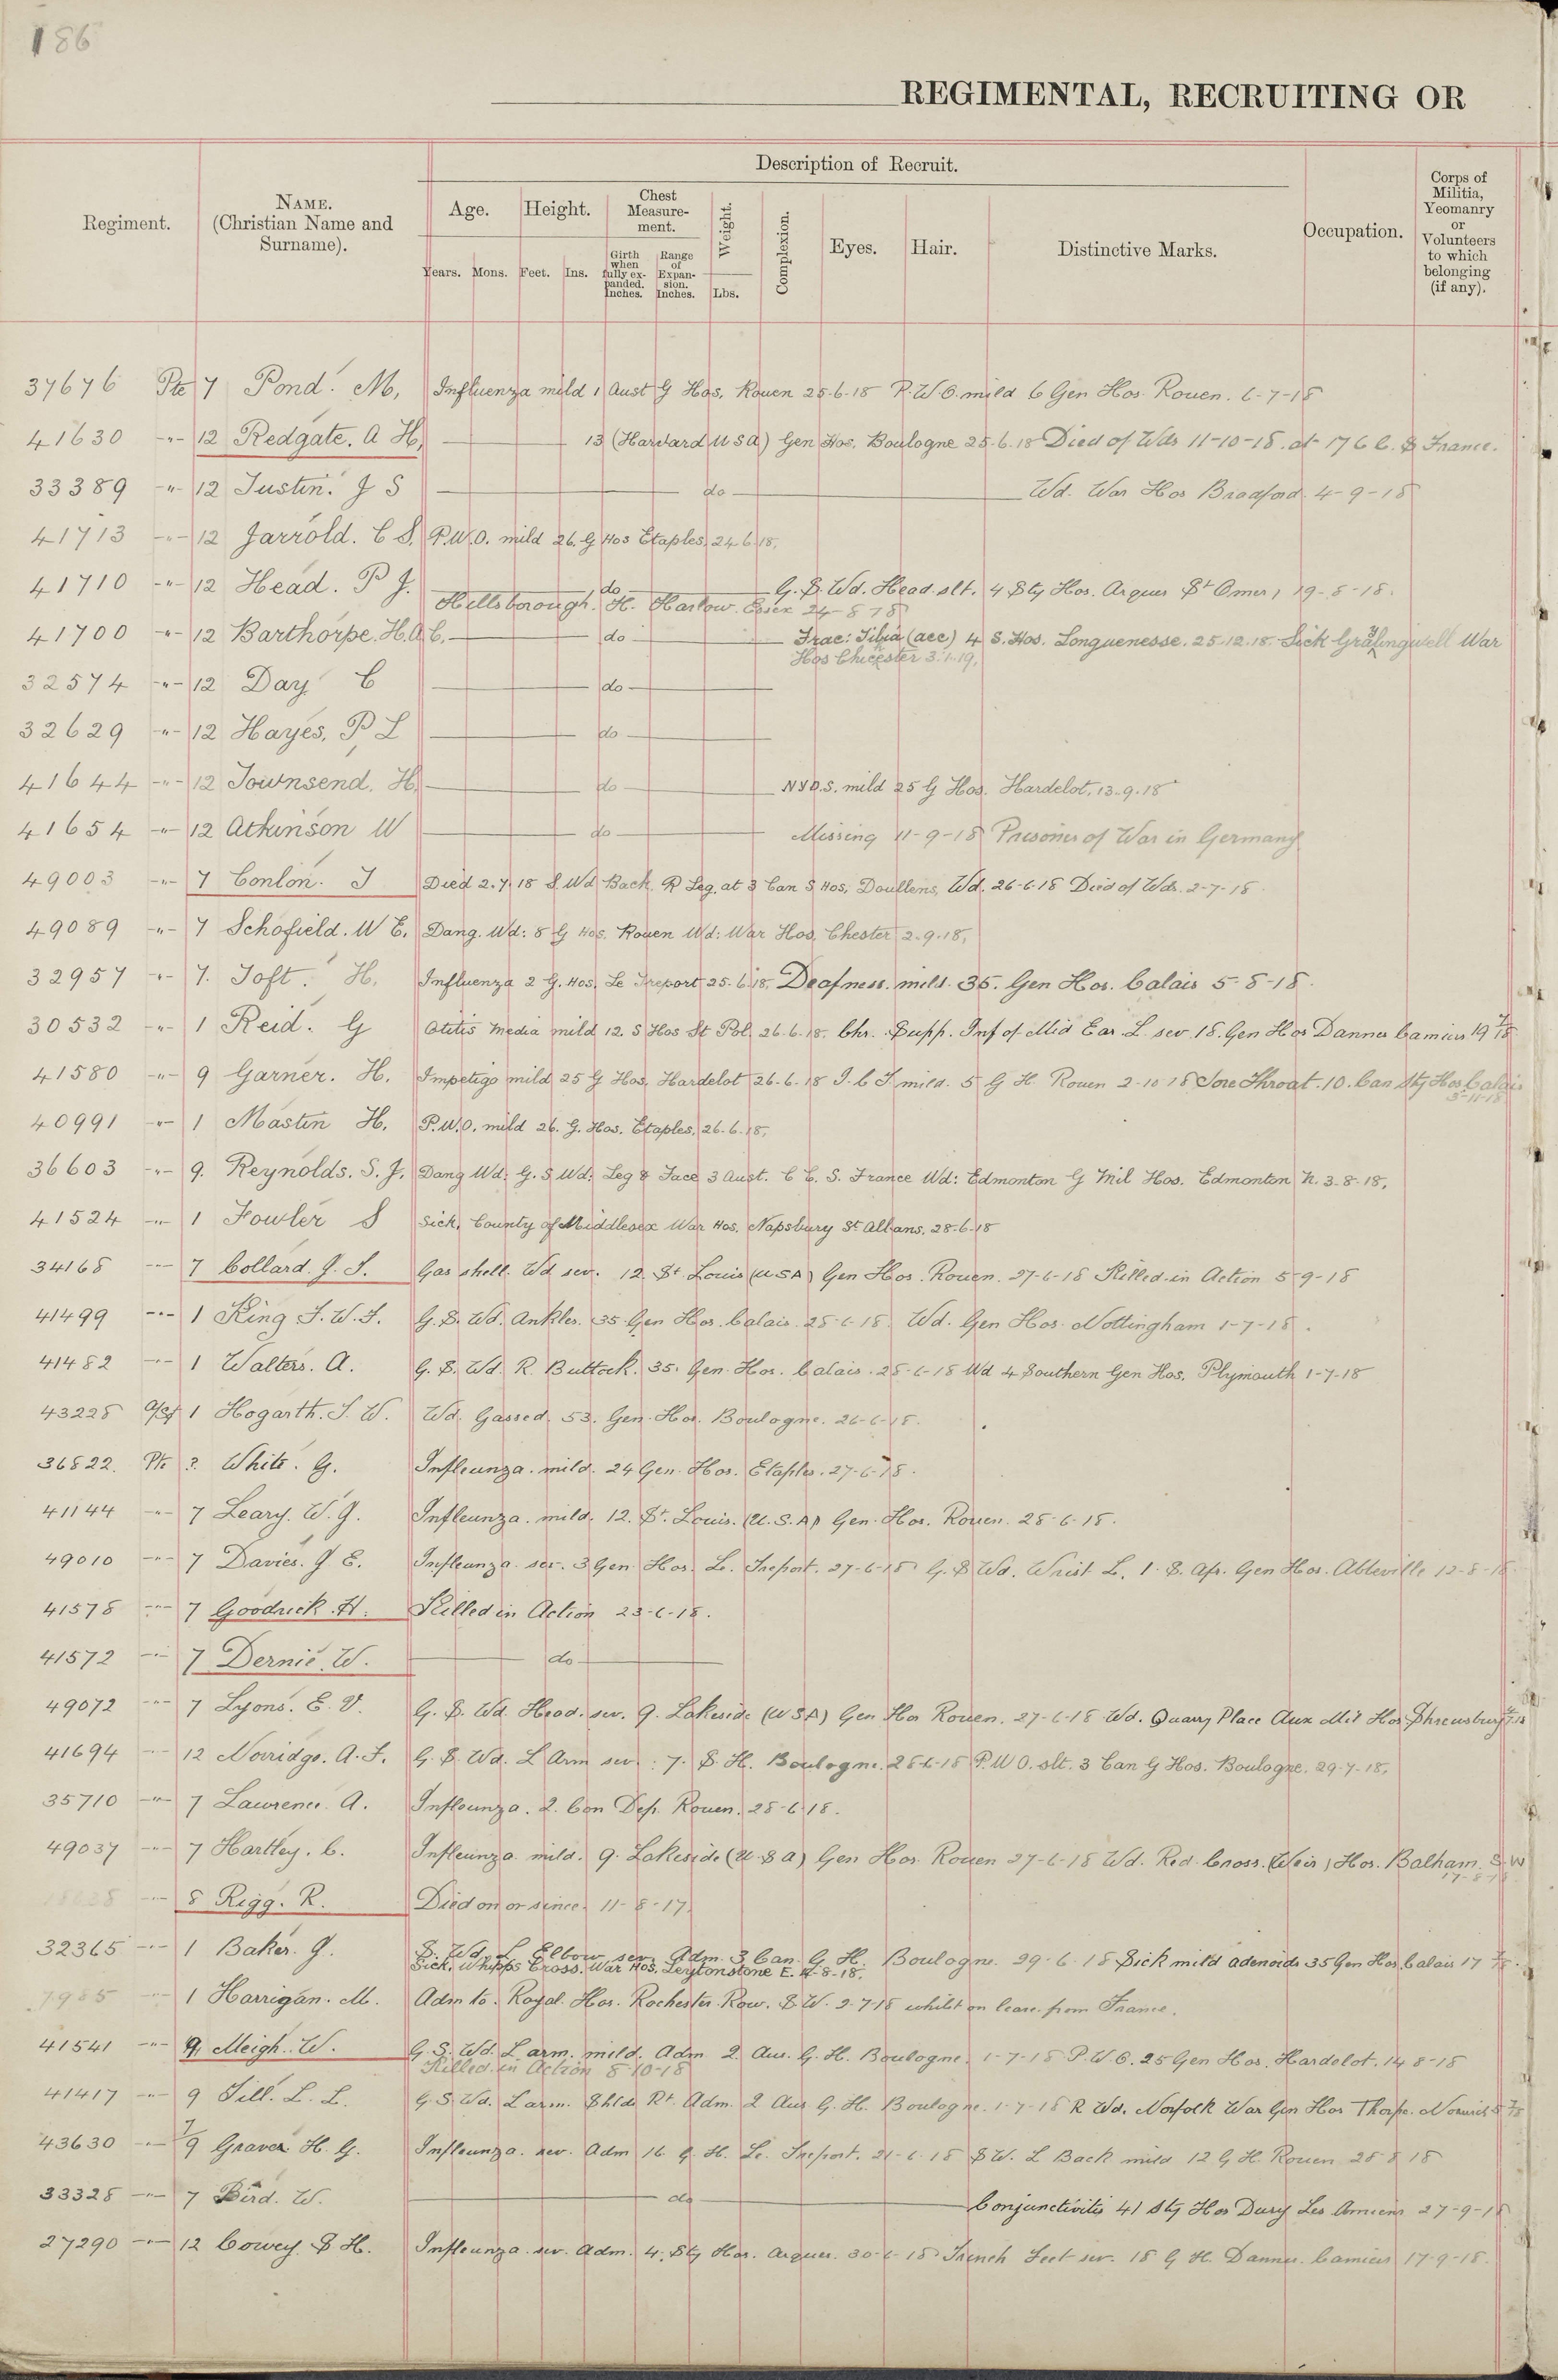 186
REGIMENTAL, RECRUITING OR
Description of Recruit.
Regiment.
NAME. (Christian Name and Surname).
Age.
Height.
Chest Measure-ment.
Weight.
Complexion.
Eyes.
Hair.
Distinctive Marks.
Occupation.
Corps of Militia, Yeomanry or Volunteers to which belonging (if any).
Years. Mons. Feet. Ins.
Girth when fully ex-panded. Inches.
Range of Expan-sion. Inches.
Lbs.
37676 Pte 7 Pond. M, Influenza mild 1 Aust G Hos, Rouen 25-6-18 P.U.O. mild 6 Gen Hos Rouen. 6-7-18
41630 -"- 12 Redgate. A H, 13 (Harvard USA) Gen Hos. Boulogne 25.6.18 Died of Wds 11-10-18. at 17 C.C.S France.
33389 -"- 12 Justin. J S do Wd. War Hos Bradford 4-9-18
41713 -"- 12 Jarrold. C S. P.U.O. mild 26. G Hos Etaples, 24.6.18.
41710 -"- 12 Head. P J. do G.S. Wd. Head slt. 4 Sty Hos. Arques St Omer, 19-8-18.
Hillsborough. H. Harlow. Essex 24-8-18
41700 -"- 12 Barthorpe. H.A.C. do Frac: Tibia (acc) 4 S. Hos. Longuenesse. 25.12.18. Sick Graylingwell War
Hos Chichester 3.1.19.
32574 -"- 12 Day C do
32629 -"- 12 Hayes, P L do
41644 -"- 12 Townsend, H. do NYD.S. mild 25 G Hos. Hardelot, 13-9-18
41654 -"- 12 Atkinson W do Missing 11-9-18 Prisoner of War in Germany
49003 -"- 7 Conlon. J Died 2.7.18 S. Wd Back, R Leg, at 3 Can S Hos, Doullens, Wd. 26-6-18 Died of Wds. 2-7-18.
49089 -"- 7 Schofield. W E. Dang. Wd: 8 G Hos. Rouen Wd: War Hos, Chester 2.9.18,
32957 -"- 7. Toft. H. Influenza 2 G. Hos, Le Treport 25.6.18. Deafness. mild. 35. Gen Hos. Calais 5-8-18.
30532 -"- 1 Reid. G Otitis Media mild 12. S Hos St Pol, 26.6.18. Chr. Supp. Inf of Mid Ear. L. sev 18. Gen Hos Dannes Camiers 19 7/18
41580 -"- 9 Garner. H. Impetigo mild 25 G Hos, Hardelot 26-6-18 I.C.T. mild. 5 G H. Rouen 2-10-18 Sore Throat. 10. Can Sty Hos Calais
3-11-18
40991 -"- 1 Mastin H. P.U.O. mild 26. G. Hos. Etaples, 26-6-18,
36603 -"- 9. Reynolds. S. J. Dang Wd: G.S Wd: Leg & Face 3 Aust. C C. S. France Wd: Edmonton G Mil Hos. Edmonton N. 3-8-18,
41524 -"- 1 Fowler S Sick, County of Middlesex War Hos. Napsbury St Albans, 28-6-18
34168 -"- 7 Collard. J. S. Gas shell. Wd sev. 12. St Louis (USA) Gen Hos. Rouen. 27-6-18 Killed in Action 5-9-18
41499 -"- 1 King. F. W. J. G.S. Wd. Ankles. 35 Gen Hos. Calais. 28-6-18. Wd. Gen Hos. Nottingham 1-7-18.
41482 -"- 1 Walters. A. G.S. Wd. R. Buttock. 35. Gen. Hos. Calais. 28-6-18 Wd 4 Southern Gen Hos. Plymouth 1-7-18
43228 A/Sjt 1 Hogarth. J. W. Wd. Gassed. 53. Gen. Hos. Boulogne. 26-6-18.
36822. Pte ? White. G. Infleunza. mild. 24 Gen. Hos. Etaples. 27-6-18.
41144 -"- 7 Leary. W. J. Infleunza. mild. 12. St. Louis. (U.S.A) Gen. Hos. Rouen. 28-6-18.
49010 -"- 7 Davies. J E. Infleunza. sev. 3 Gen Hos. Le. Treport. 27-6-18 G.S Wd. Wrist L. 1. S. Afr. Gen Hos. Abbeville 12-8-18.
41578 -"- 7 Goodrick. H. Killed in Action 23-6-18.
41572 -"- 7 Dernie. W. do
49072 -"- 7 Lyons. E. V. G.S. Wd. Head. sev. 9. Lakeside (USA) Gen Hos Rouen. 27-6-18 Wd. Quarry Place Aux Mil Hos Shrewsbury
41694 -"- 12 Norridge. A. F. G.S. Wd. L Arm sev. 7. S. H. Boulogne. 28-6-18 P.U O. slt. 3 Can G Hos. Boulogne. 29-7-18.
35710 -"- 7 Lawrence. A. Infleunza. 2. Con Dep. Rouen. 28-6-18.
49037 -"- 7 Hartley. C. Infleunza. mild. 9. Lakeside (U.S A) Gen Hos. Rouen 27-6-18 Wd. Red. Cross. (Weir) Hos. Balham. S.W
17-8-18
-"- 8 Rigg. R. Died on or since 11-8-17.
32365 -"- 1 Baker. J. S. Wd. L Elbow sev. Adm. 3 Can G H. Boulogne. 29-6-18 Sick mild adenoids 35 Gen Hos Calais 17 7/18.
Sick, Whipps Cross. War Hos. Leytonstone E. 14-8-18.
7985 -"- 1 Harrigan. M. Adm to. Royal. Hos. Rochester Row. S.W. 2-7-18 whilst on leave from France.
41541 -"- 9. Meigh. W. G.S. Wd. L arm. mild. Adm 2. Aus. G. H. Boulogne. 1-7-18 P.U.O. 25 Gen Hos. Hardelot. 14 8-18
Killed in Action 8-10-18
41417 -"- 9 Till. L. L. G.S. Wd. L arm. Shldr Rt. Adm. 2 Aus G. H. Boulogne. 1-7-18 R Wd. Norfolk War Gen Hos Thorpe. Norwich
43630 -"- 7/9 Graver H. G. Infleunza. sev. Adm 16. G. H. Le. Treport. 21-6-18 S W. L Back mild 12 G H. Rouen 28 8 18
33328 -"- 7 Bird. W. do Conjunctivitis 41 Sty Hos Dury Les Amiens 27-9-18
27290 -"- 12 Covey. S H. Infleunza. sev. Adm. 4. Sty Hos. Arques. 30-6-18 Trench Feet sev. 18 G H. Dannes. Camiers 17-9-18.